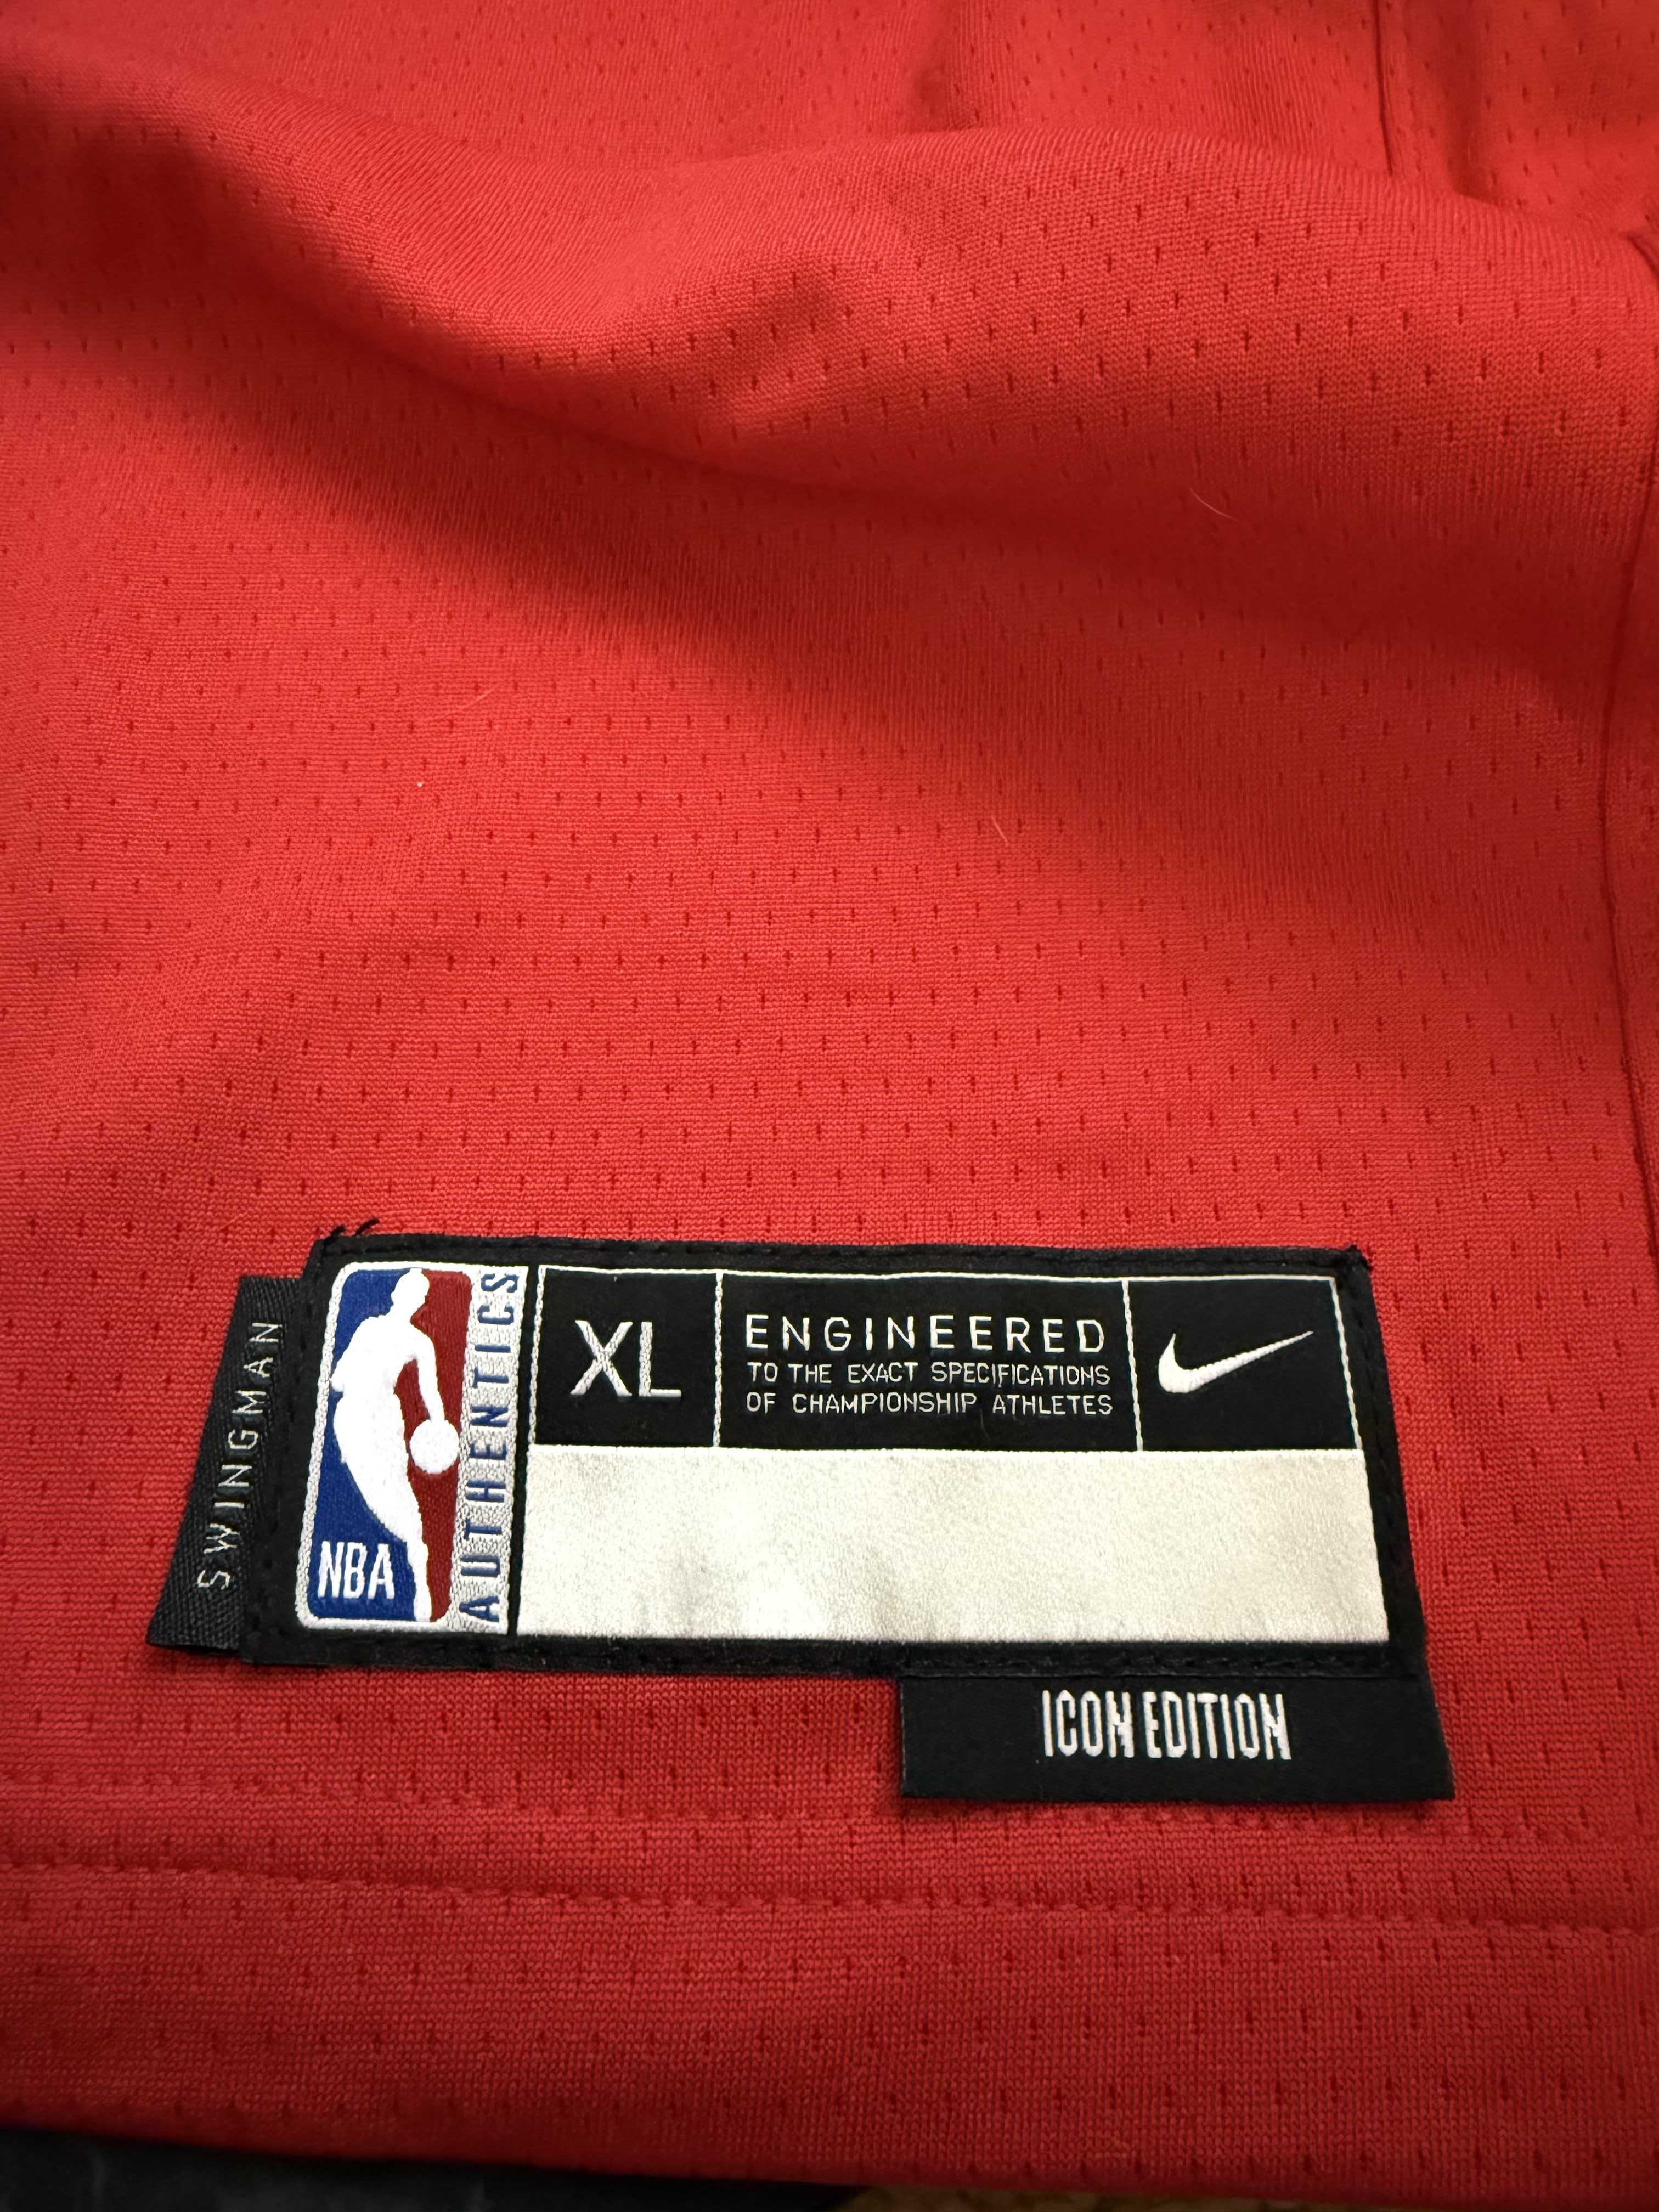 SWINGMAN
NBA
AUTHENTICS
XL
ENGINEERED
TO THE EXACT SPECIFICATIONS
OF CHAMPIONSHIP ATHLETES
ICON EDITION